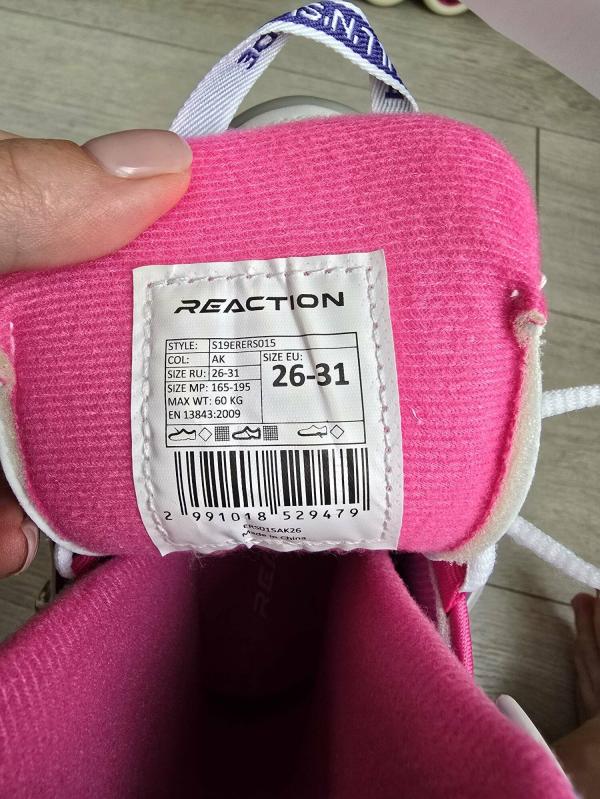 REACTION
STYLE: S19ERERS015
COL: AK
SIZE RU: 26-31
SIZE MP: 165-195
MAX WT: 60 KG
EN 13843:2009
SIZE EU:
26-31
2 991018 529479
ERS015AK26
Made in China
REAC